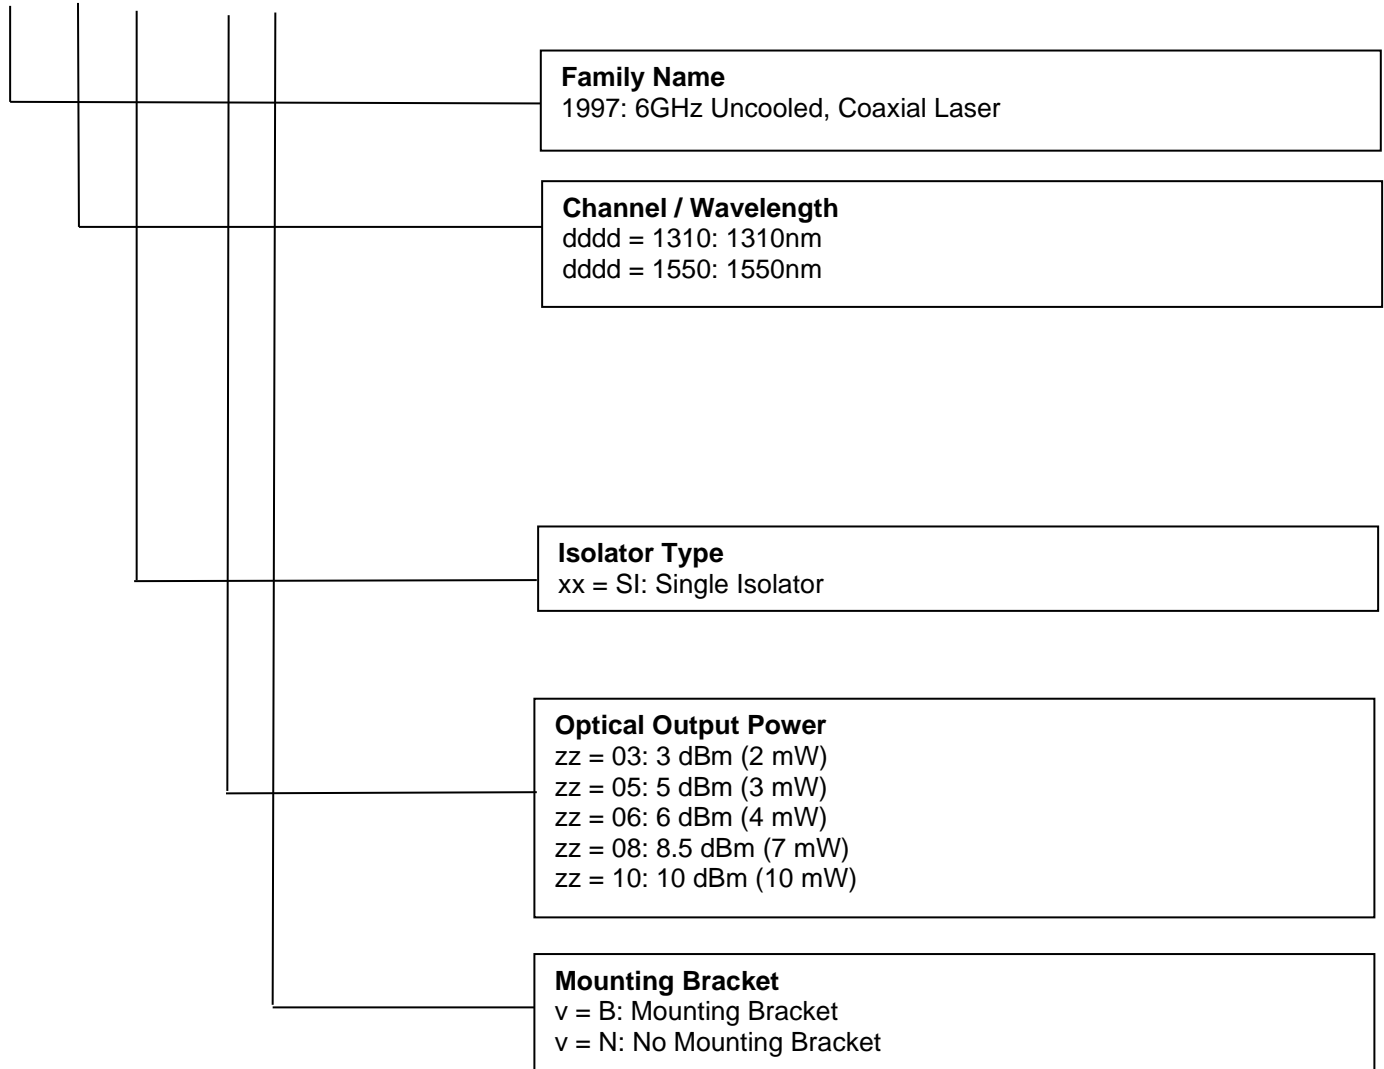 Family Name
1997: 6GHz Uncooled, Coaxial Laser
Channel / Wavelength
dddd = 1310: 1310nm
dddd = 1550: 1550nm
Isolator Type
xx = SI: Single Isolator
Optical Output Power
zz = 03: 3 dBm (2 mW)
zz = 05: 5 dBm (3 mW)
zz = 06: 6 dBm (4 mW)
zz = 08: 8.5 dBm (7 mW)
zz = 10: 10 dBm (10 mW)
Mounting Bracket
v = B: Mounting Bracket
v = N: No Mounting Bracket